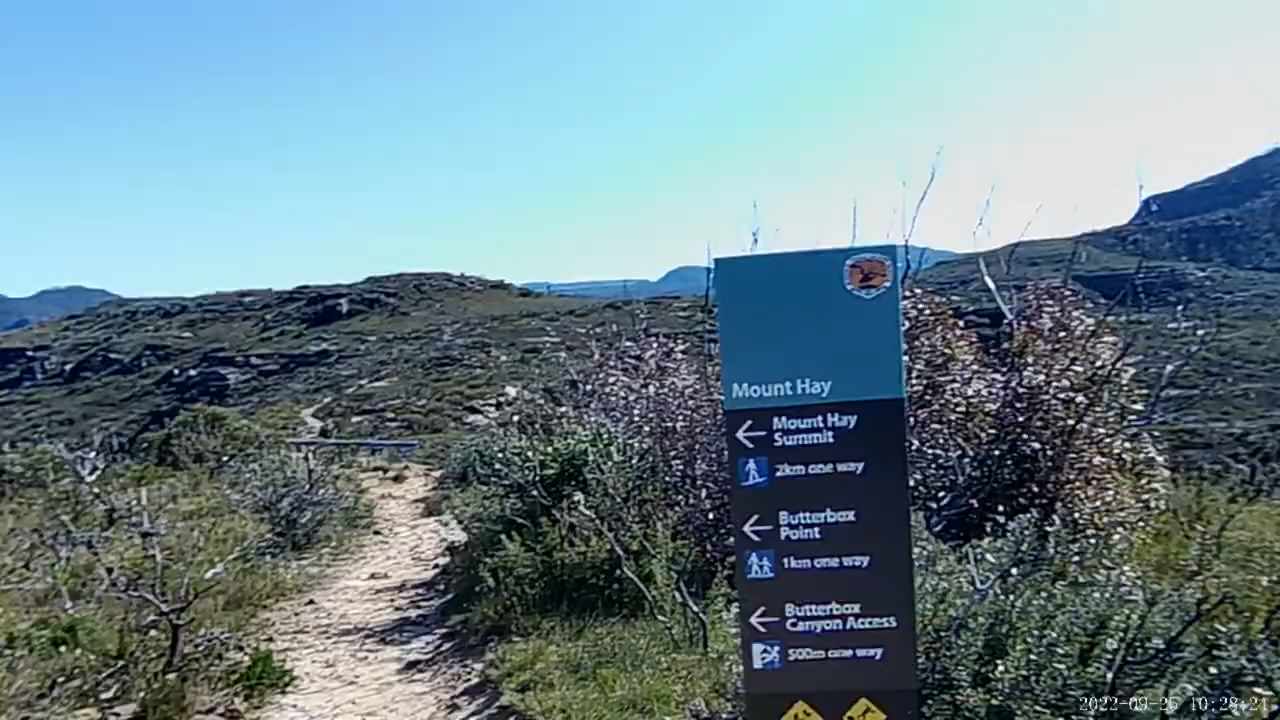 Mount Hay
Mount Hay
Summit
2km one way
Butterbox
Point
1km one way
Butterbox
Canyon Access
500m one way
2022-09-26 10:28:21